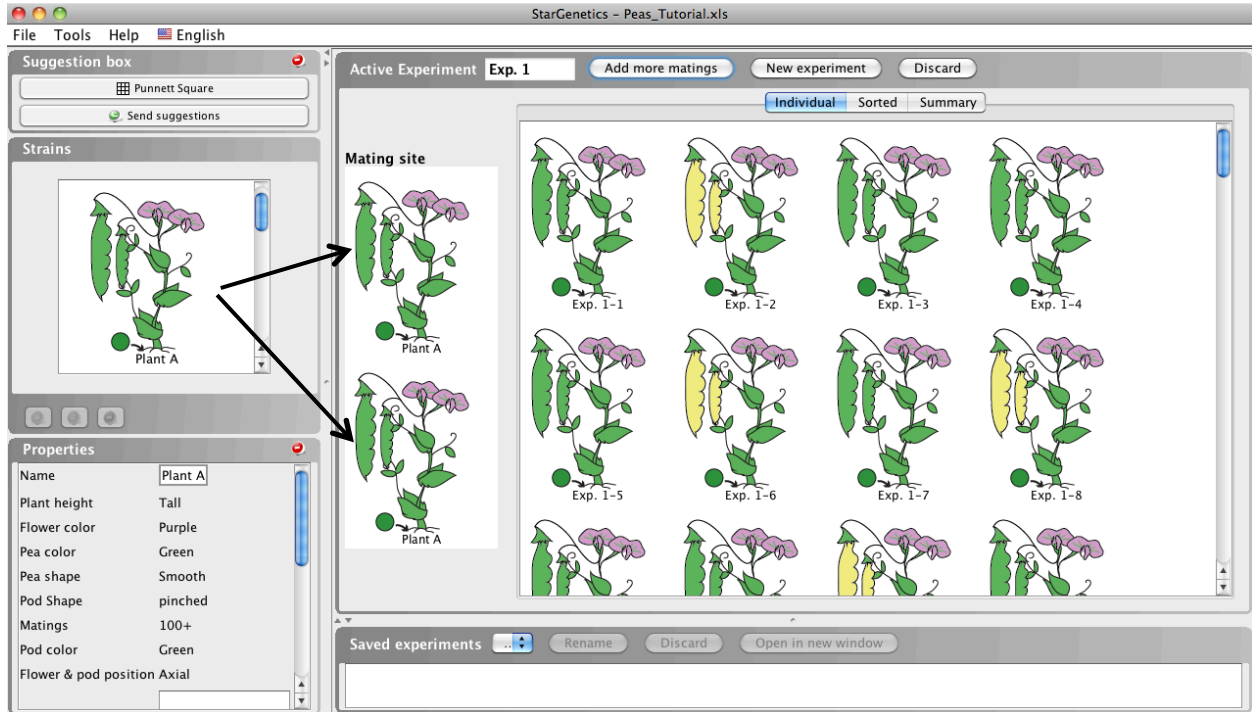 StarGenetics – Peas_Tutorial.xls
File Tools Help English
Suggestion box
Punnett Square
Send suggestions
Strains
Plant A
Properties
Name Plant A
Plant height Tall
Flower color Purple
Pea color Green
Pea shape Smooth
Pod Shape pinched
Matings 100+
Pod color Green
Flower & pod position Axial
Active Experiment Exp. 1 Add more matings New experiment Discard
Individual Sorted Summary
Mating site
Plant A
Plant A
Exp. 1-1 Exp. 1-2 Exp. 1-3 Exp. 1-4
Exp. 1-5 Exp. 1-6 Exp. 1-7 Exp. 1-8
Saved experiments .. Rename Discard Open in new window